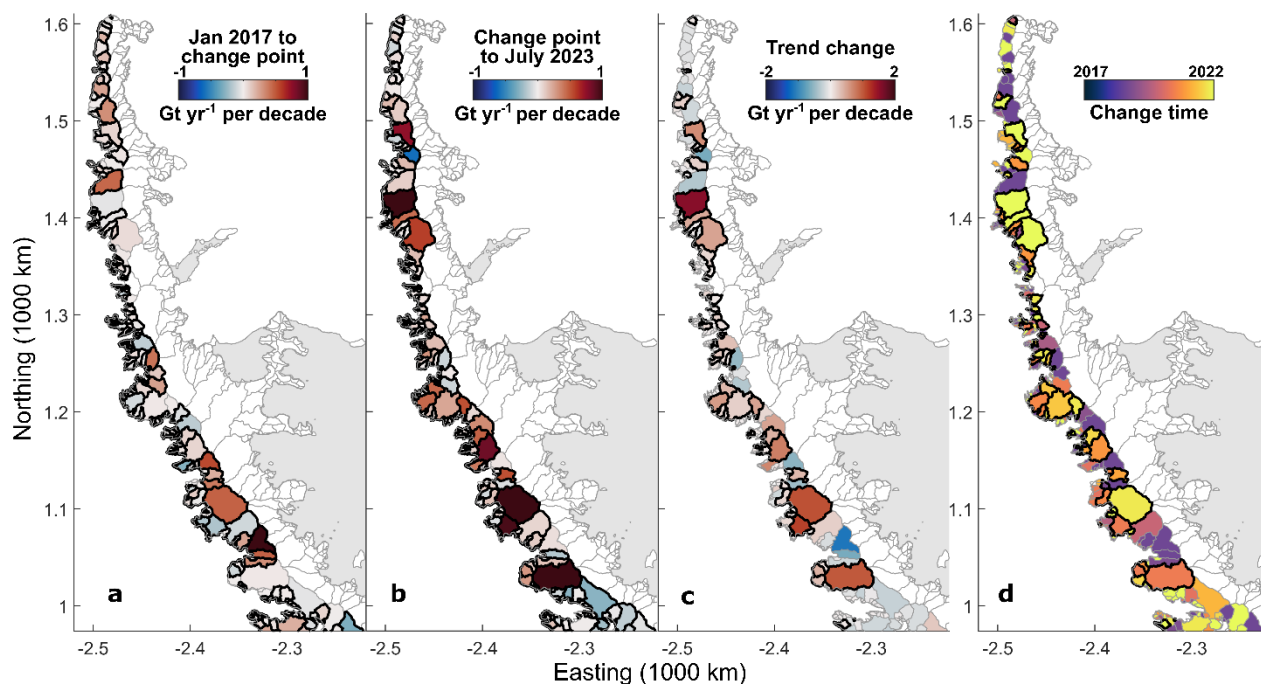 Jan 2017 to
change point
-1 1
Gt yr⁻¹ per decade
Change point
to July 2023
-1 1
Gt yr⁻¹ per decade
Trend change
-2 2
Gt yr⁻¹ per decade
2017 2022
Change time
1.6
1.5
1.4
1.3
1.2
1.1
1
Northing (1000 km)
a
b
c
d
-2.5 -2.4 -2.3
-2.5 -2.4 -2.3
-2.5 -2.4 -2.3
-2.5 -2.4 -2.3
Easting (1000 km)